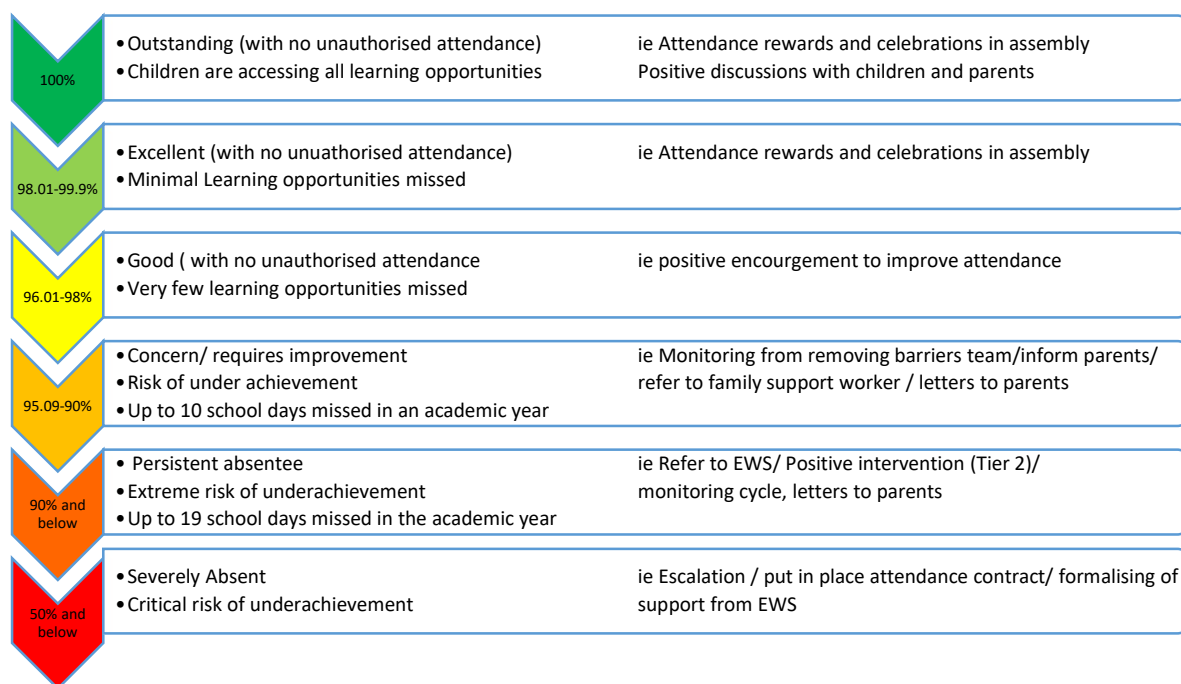 100%
•Outstanding (with no unauthorised attendance) ie Attendance rewards and celebrations in assembly
•Children are accessing all learning opportunities Positive discussions with children and parents
98.01-99.9%
•Excellent (with no unuathorised attendance) ie Attendance rewards and celebrations in assembly
•Minimal Learning opportunities missed
96.01-98%
•Good ( with no unauthorised attendance ie positive encourgement to improve attendance
•Very few learning opportunities missed
95.09-90%
•Concern/ requires improvement ie Monitoring from removing barriers team/inform parents/
•Risk of under achievement refer to family support worker / letters to parents
•Up to 10 school days missed in an academic year
90% and
below
• Persistent absentee ie Refer to EWS/ Positive intervention (Tier 2)/
•Extreme risk of underachievement monitoring cycle, letters to parents
•Up to 19 school days missed in the academic year
50% and
below
•Severely Absent ie Escalation / put in place attendance contract/ formalising of
•Critical risk of underachievement support from EWS